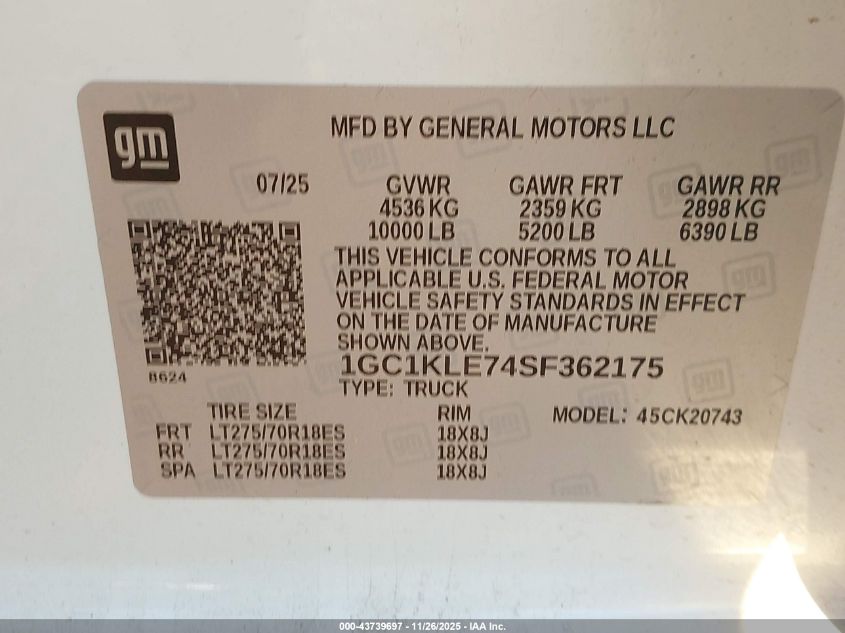 gm
MFD BY GENERAL MOTORS LLC
07/25 GVWR GAWR FRT GAWR RR
4536 KG 2359 KG 2898 KG
10000 LB 5200 LB 6390 LB
THIS VEHICLE CONFORMS TO ALL
APPLICABLE U.S. FEDERAL MOTOR
VEHICLE SAFETY STANDARDS IN EFFECT
ON THE DATE OF MANUFACTURE
SHOWN ABOVE.
1GC1KLE74SF362175
8624
TYPE: TRUCK
TIRE SIZE RIM MODEL: 45CK20743
FRT LT275/70R18ES 18X8J
RR LT275/70R18ES 18X8J
SPA LT275/70R18ES 18X8J
000-43739697 - 11/26/2025 - IAA Inc.